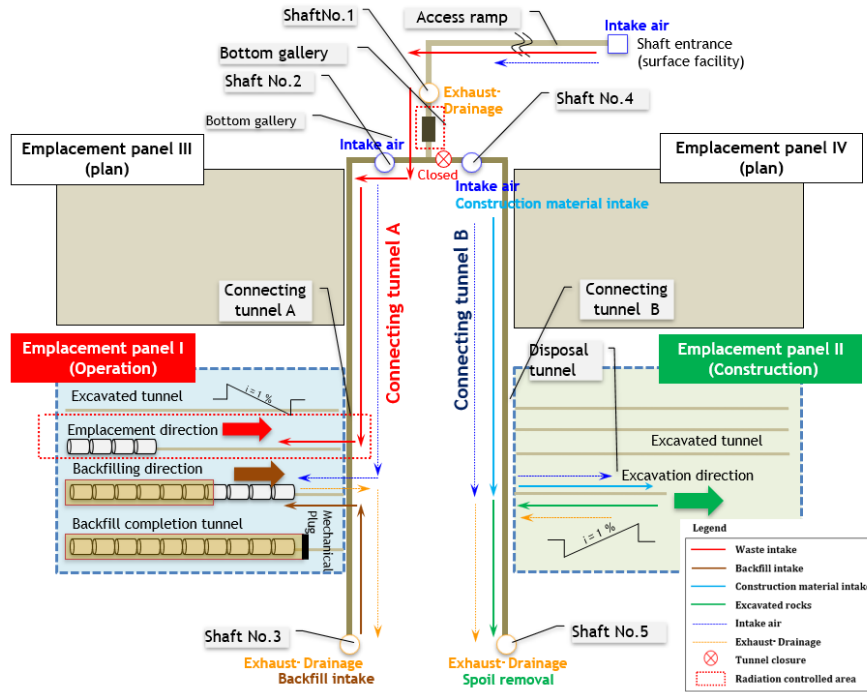 ShaftNo.1
Access ramp
Intake air
Shaft entrance
(surface facility)
Bottom gallery
Shaft No.2
Exhaust-
Drainage
Shaft No.4
Bottom gallery
Intake air
Closed
Intake air
Construction material intake
Emplacement panel III
(plan)
Emplacement panel IV
(plan)
Connecting tunnel A
Connecting tunnel B
Connecting
tunnel A
Connecting
tunnel B
Disposal
tunnel
Emplacement panel I
(Operation)
Emplacement panel II
(Construction)
Excavated tunnel
i = 1 %
Emplacement direction
Backfilling direction
Backfill completion tunnel
Mechanical
plug
Excavated tunnel
Excavation direction
i = 1 %
Shaft No.3
Exhaust- Drainage
Backfill intake
Shaft No.5
Exhaust- Drainage
Spoil removal
Legend
Waste intake
Backfill intake
Construction material intake
Excavated rocks
Intake air
Exhaust- Drainage
Tunnel closure
Radiation controlled area